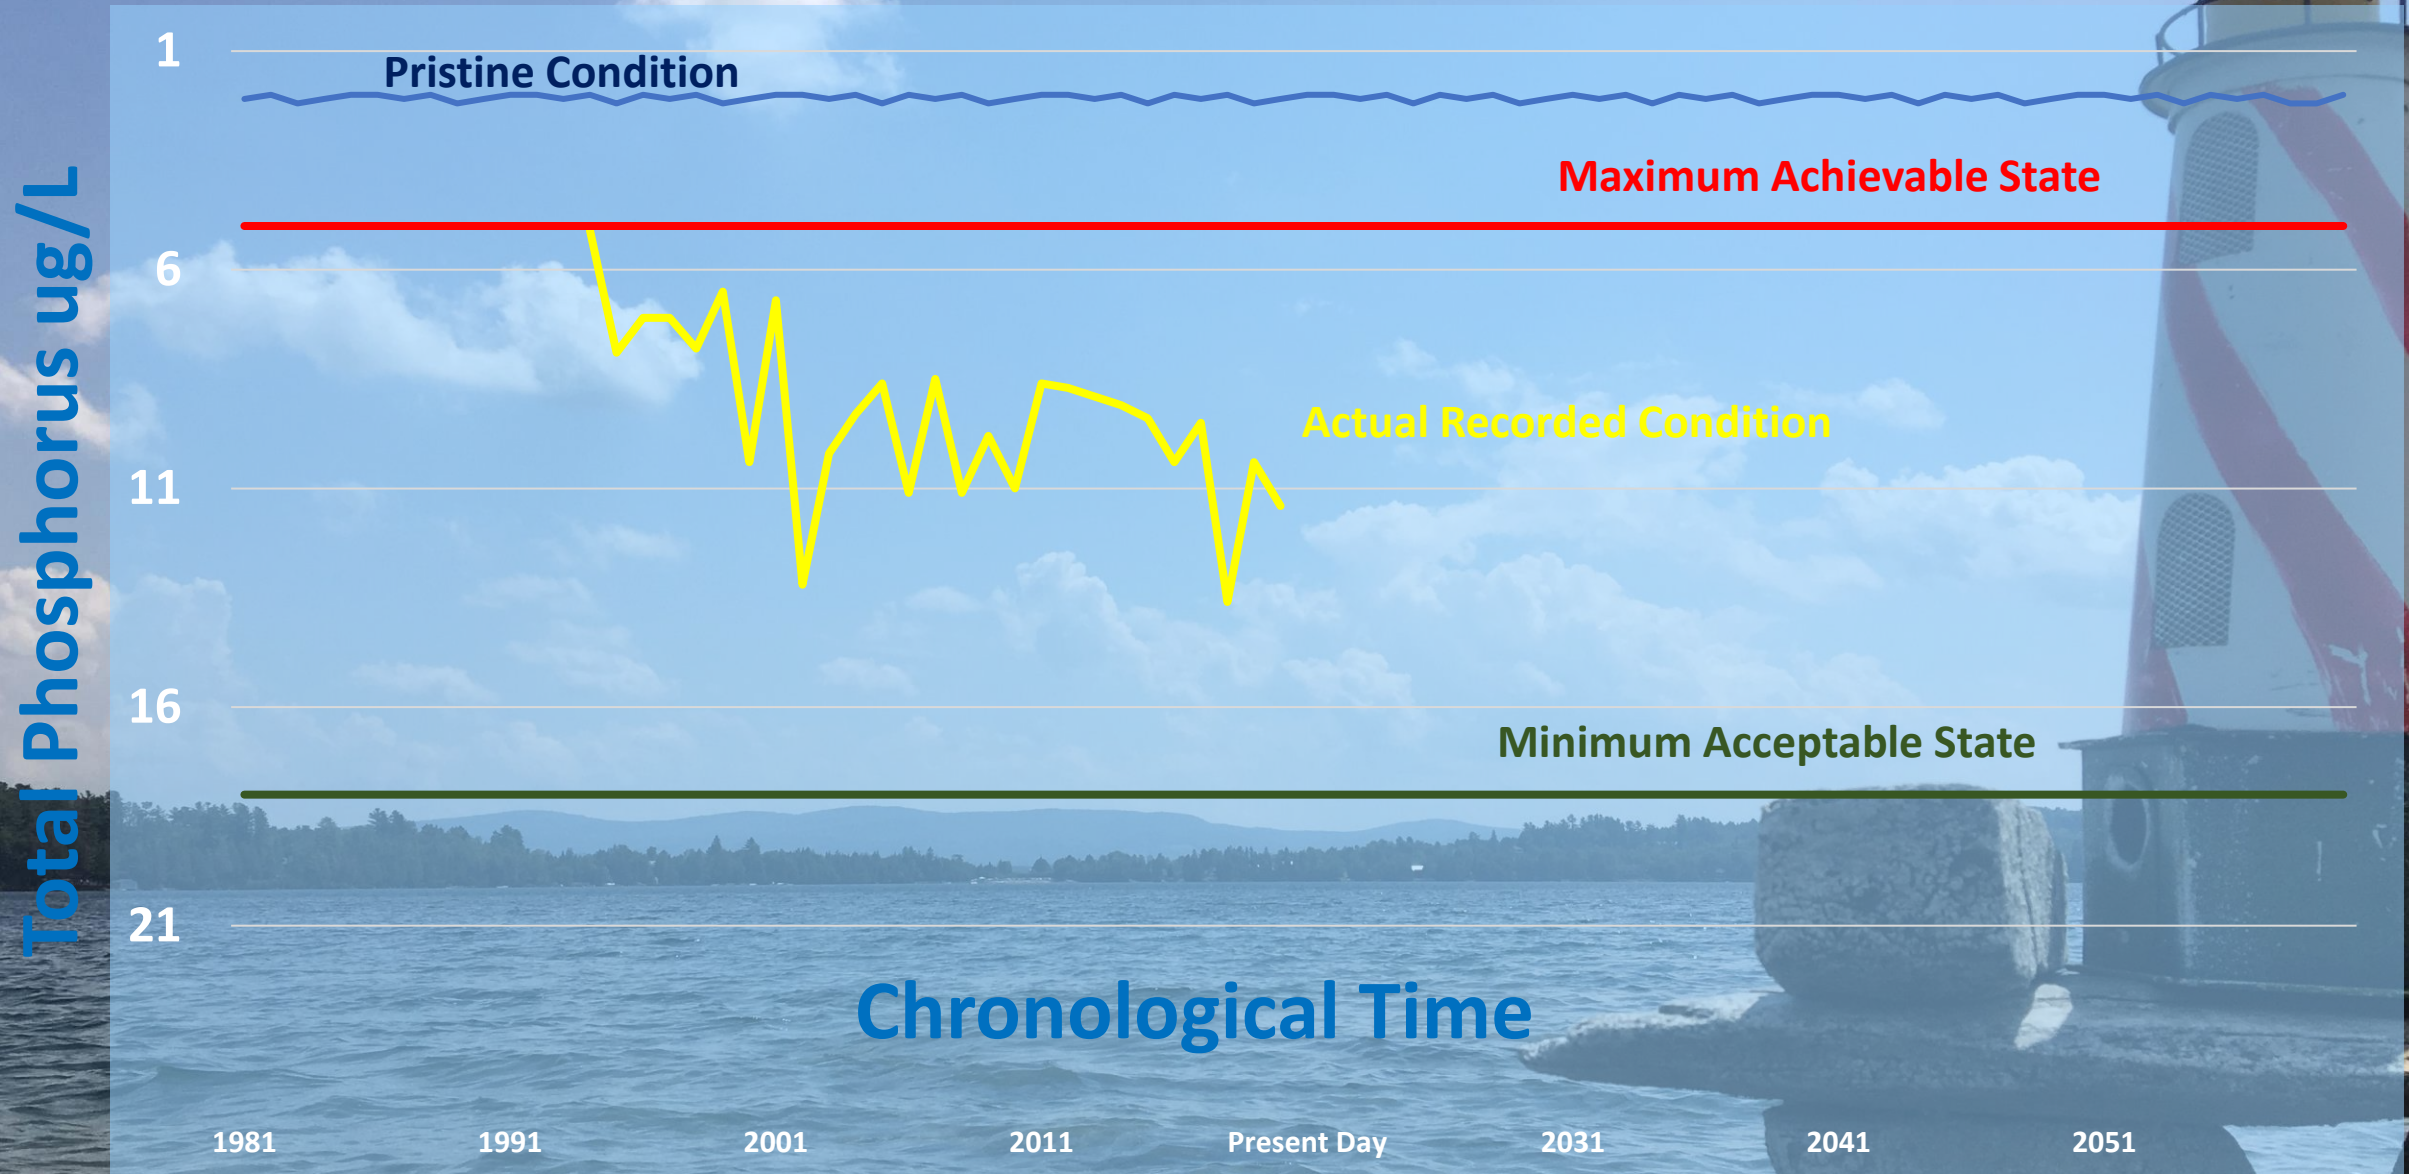 1
Pristine Condition
Maximum Achievable State
6
Actual Recorded Condition
11
16
Minimum Acceptable State
21
Total Phosphorus ug/L
Chronological Time
1981 1991 2001 2011 Present Day 2031 2041 2051